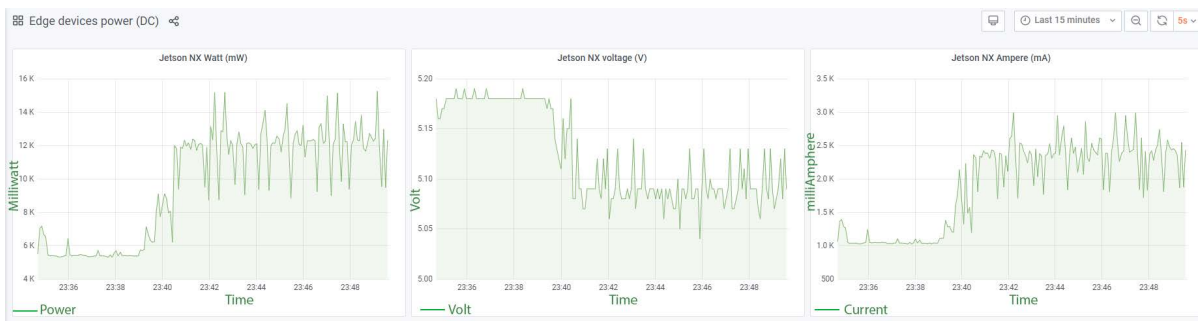 Edge devices power (DC)
Last 15 minutes
5s
Jetson NX Watt (mW)
16 K
14 K
12 K
10 K
8 K
6 K
4 K
Milliwatt
23:36 23:38 23:40 23:42 23:44 23:46 23:48
Time
Power
Jetson NX voltage (V)
5.20
5.15
5.10
5.05
5.00
Volt
23:36 23:38 23:40 23:42 23:44 23:46 23:48
Time
Volt
Jetson NX Ampere (mA)
3.5 K
3.0 K
2.5 K
2.0 K
1.5 K
1.0 K
500
milliAmphere
23:36 23:38 23:40 23:42 23:44 23:46 23:48
Time
Current